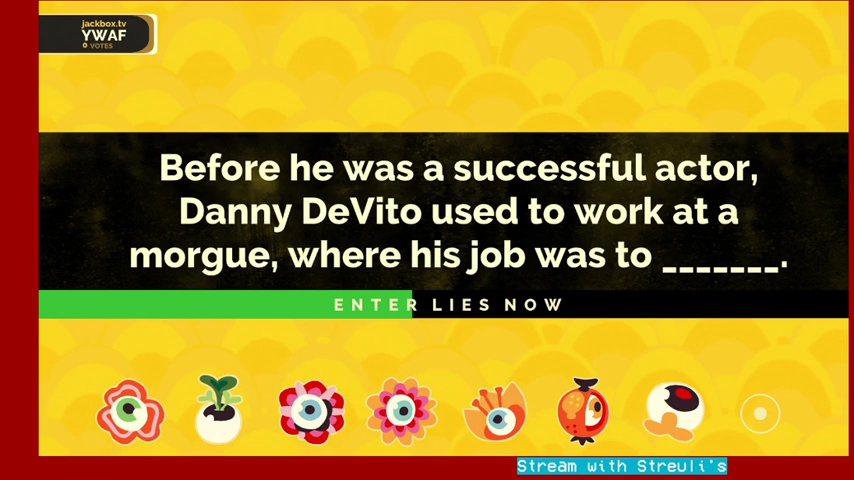 jackbox.tv
YWAF
0 VOTES
Before he was a successful actor,
Danny DeVito used to work at a
morgue, where his job was to _______.
ENTER LIES NOW
Stream with Streuli's